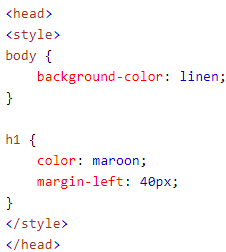 <head>
<style>
body {
    background-color: linen;
}

h1 {
    color: maroon;
    margin-left: 40px;
}
</style>
</head>